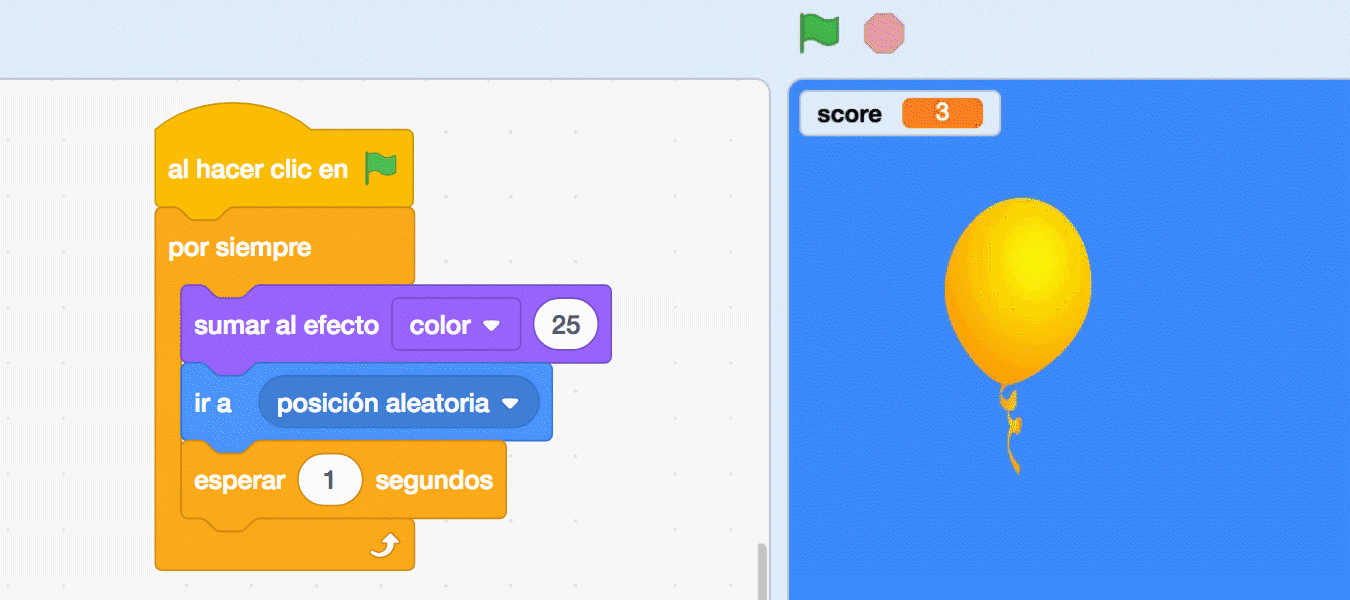 al hacer clic en
por siempre
sumar al efecto color 25
ir a posición aleatoria
esperar 1 segundos
score 3